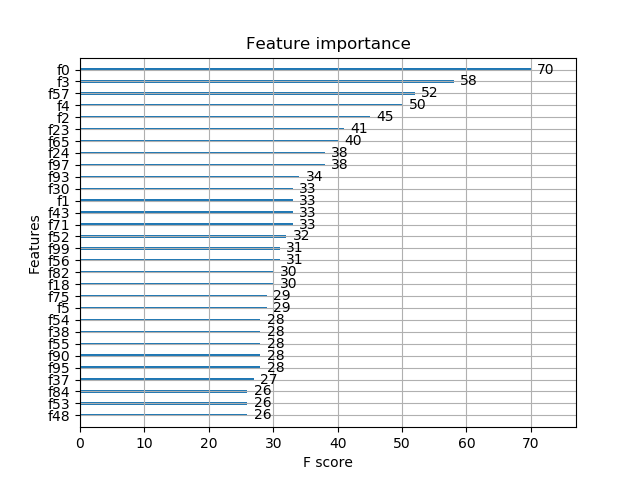 Feature importance
f0 70
f3 58
f57 52
f4 50
f2 45
f23 41
f65 40
f24 38
f97 38
f93 34
f30 33
f1 33
f43 33
f71 33
f52 32
f99 31
f56 31
f82 30
f18 30
f75 29
f5 29
f54 28
f38 28
f55 28
f90 28
f95 28
f37 27
f84 26
f53 26
f48 26
Features
0 10 20 30 40 50 60 70
F score